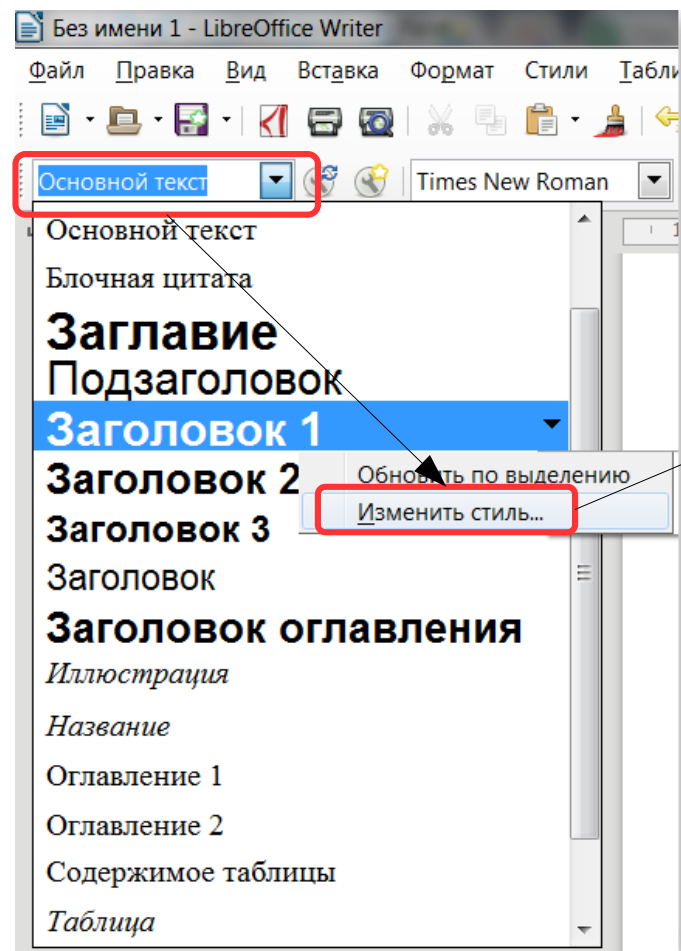 Без имени 1 - LibreOffice Writer
Файл Правка Вид Вставка Формат Стили Табли
Основной текст Times New Roman
1
Основной текст
Блочная цитата
Заглавие
Подзаголовок
Заголовок 1
Заголовок 2 Обновить по выделению
Изменить стиль...
Заголовок 3
Заголовок
Заголовок оглавления
Иллюстрация
Название
Оглавление 1
Оглавление 2
Содержимое таблицы
Таблица